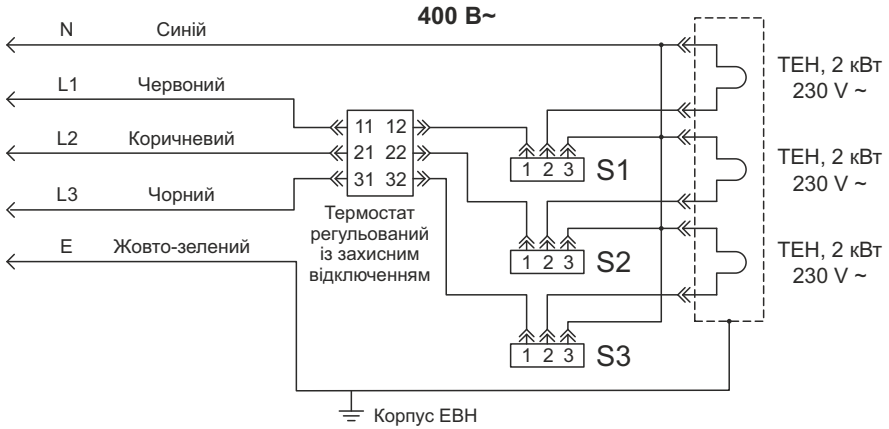 400 В~
N Синій
L1 Червоний
L2 Коричневий
L3 Чорний
E Жовто-зелений
11 12
21 22
31 32
Термостат
регульований
із захисним
відключенням
1 2 3 S1
1 2 3 S2
1 2 3 S3
ТЕН, 2 кВт
230 V ~
ТЕН, 2 кВт
230 V ~
ТЕН, 2 кВт
230 V ~
Корпус ЕВН